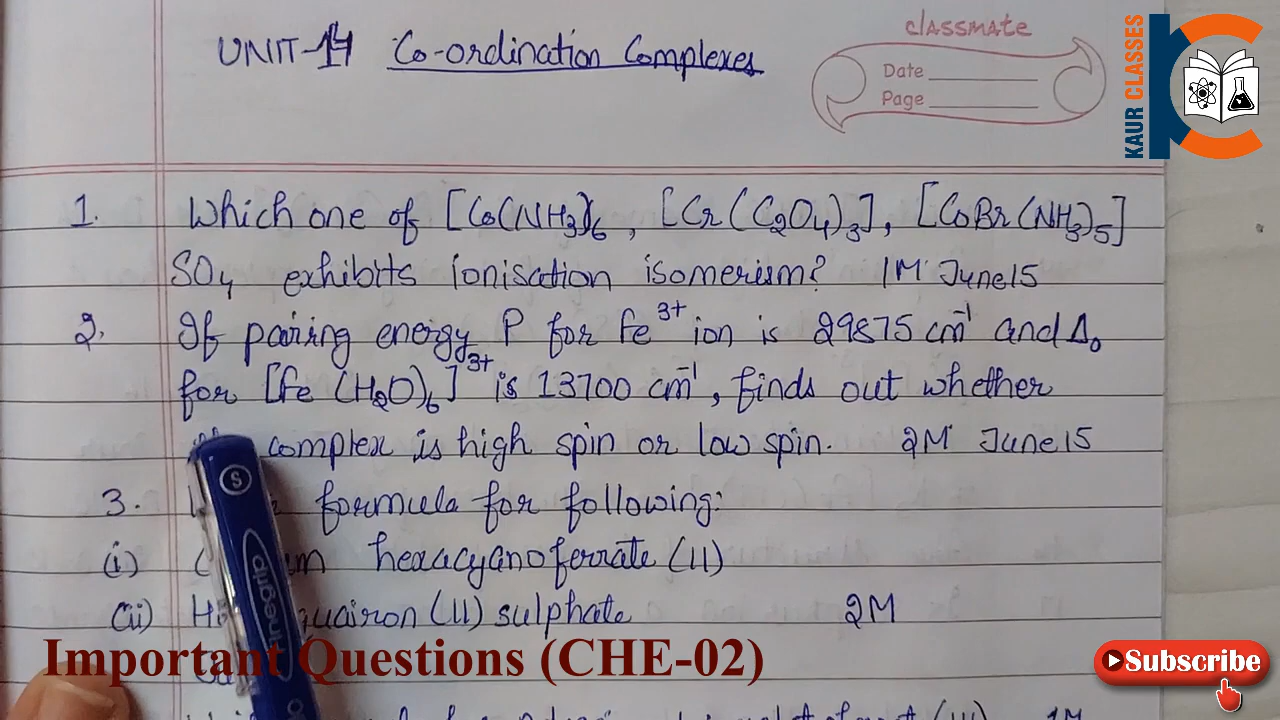 UNIT-14 Co-ordination Complexes
classmate
Date
Page
KAUR CLASSES
1. Which one of [Co(NH3)6, [Cr(C2O4)3], [CoBr(NH3)5]
SO4 exhibits ionisation isomerism? 1M June15
2. If pairing energy P for Fe3+ ion is 29875 cm-1 and Δo
for [Fe(H2O)6]3+ is 13700 cm-1, finds out whether
complex is high spin or low spin. 2M June 15
3. formula for following:
(i) hexacyanoferrate (II)
(ii) (II) sulphate 2M
Important Questions (CHE-02)
Subscribe